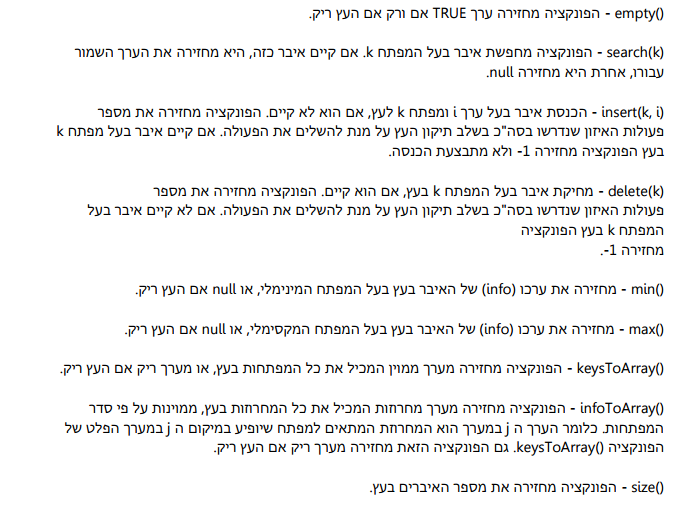 empty() - הפונקציה מחזירה ערך TRUE אם ורק אם העץ ריק.
search(k) - הפונקציה מחפשת איבר בעל המפתח k. אם קיים איבר כזה, היא מחזירה את הערך השמור
עבורו, אחרת היא מחזירה null.
insert(k, i) - הכנסת איבר בעל ערך i ומפתח k לעץ, אם הוא לא קיים. הפונקציה מחזירה את מספר
פעולות האיזון שנדרשו בסה"כ בשלב תיקון העץ על מנת להשלים את הפעולה. אם קיים איבר בעל מפתח k
בעץ הפונקציה מחזירה 1- ולא מתבצעת הכנסה.
delete(k) - מחיקת איבר בעל המפתח k בעץ, אם הוא קיים. הפונקציה מחזירה את מספר
פעולות האיזון שנדרשו בסה"כ בשלב תיקון העץ על מנת להשלים את הפעולה. אם לא קיים איבר בעל
המפתח k בעץ הפונקציה
מחזירה 1-.
min() - מחזירה את ערכו (info) של האיבר בעץ בעל המפתח המינימלי, או null אם העץ ריק.
max() - מחזירה את ערכו (info) של האיבר בעץ בעל המפתח המקסימלי, או null אם העץ ריק.
keysToArray() - הפונקציה מחזירה מערך ממוין המכיל את כל המפתחות בעץ, או מערך ריק אם העץ ריק.
infoToArray() - הפונקציה מחזירה מערך מחרוזות המכיל את כל המחרוזות בעץ, ממוינות על פי סדר
המפתחות. כלומר הערך ה j במערך הוא המחרוזת המתאים למפתח שיופיע במיקום ה j במערך הפלט של
הפונקציה keysToArray(). גם הפונקציה הזאת מחזירה מערך ריק אם העץ ריק.
size() - הפונקציה מחזירה את מספר האיברים בעץ.